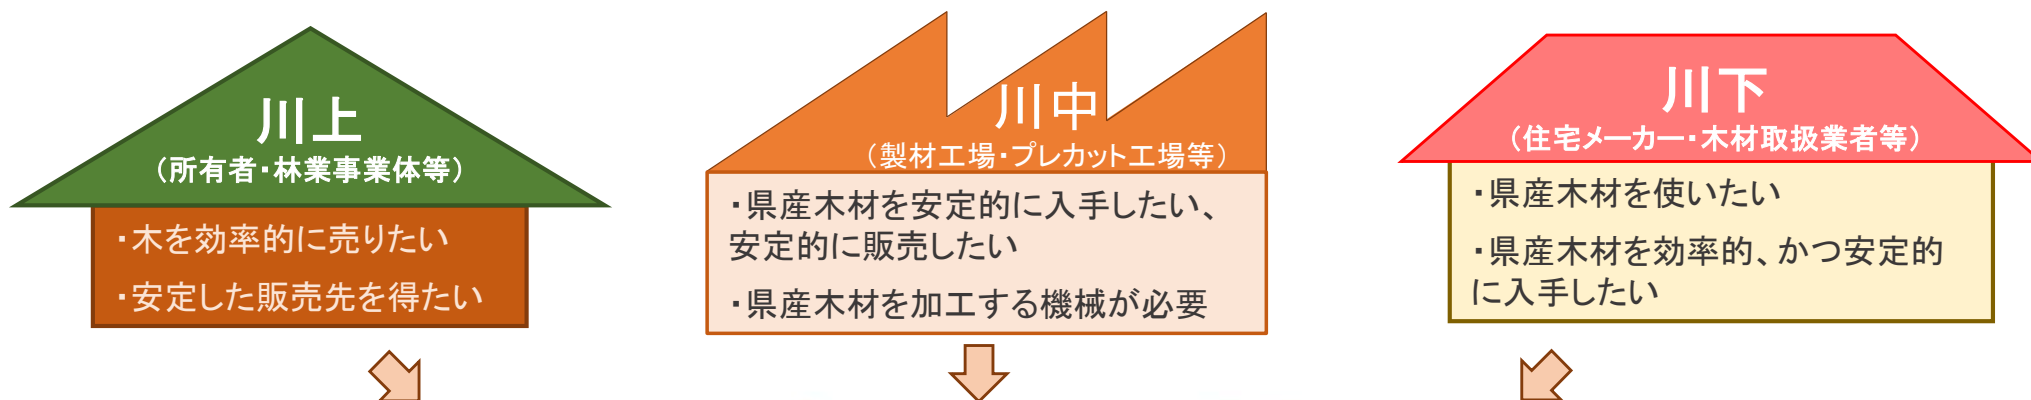 川上
（所有者・林業事業体等）
・木を効率的に売りたい
・安定した販売先を得たい
川中
（製材工場・プレカット工場等）
・県産木材を安定的に入手したい、
安定的に販売したい
・県産木材を加工する機械が必要
川下
（住宅メーカー・木材取扱業者等）
・県産木材を使いたい
・県産木材を効率的、かつ安定的
に入手したい